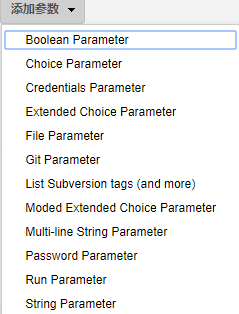 添加参数
Boolean Parameter
Choice Parameter
Credentials Parameter
Extended Choice Parameter
File Parameter
Git Parameter
List Subversion tags (and more)
Moded Extended Choice Parameter
Multi-line String Parameter
Password Parameter
Run Parameter
String Parameter